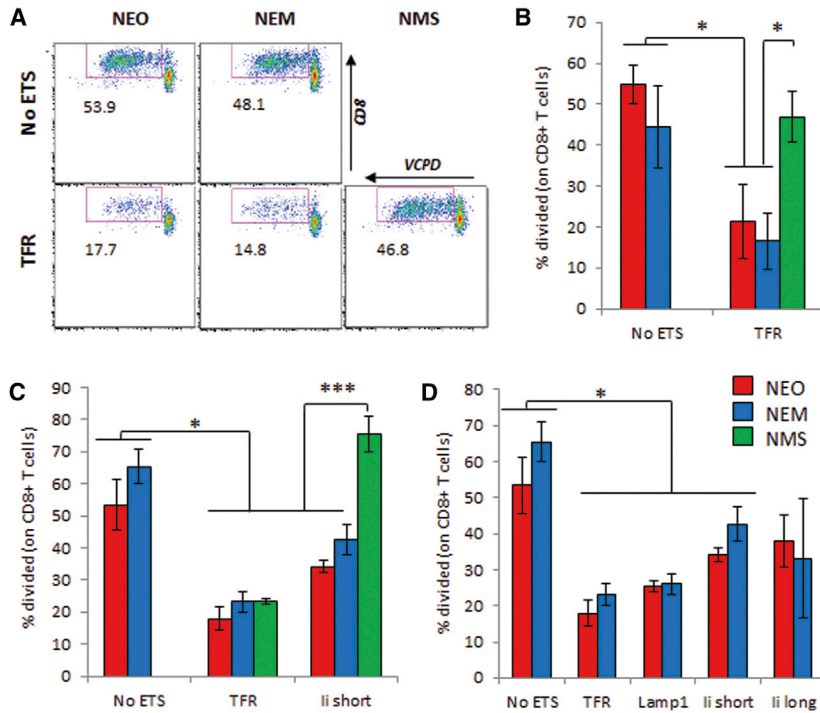 A
NEO
NEM
NMS
No ETS
53.9
48.1
CD8
VCPD
TFR
17.7
14.8
46.8
B
% divided (on CD8+ T cells)
70
60
50
40
30
20
10
0
*
*
No ETS
TFR
C
% divided (on CD8+ T cells)
90
80
70
60
50
40
30
20
10
0
*
***
No ETS
TFR
Ii short
D
% divided (on CD8+ T cells)
80
70
60
50
40
30
20
10
0
*
NEO
NEM
NMS
No ETS
TFR
Lamp1
Ii short
Ii long